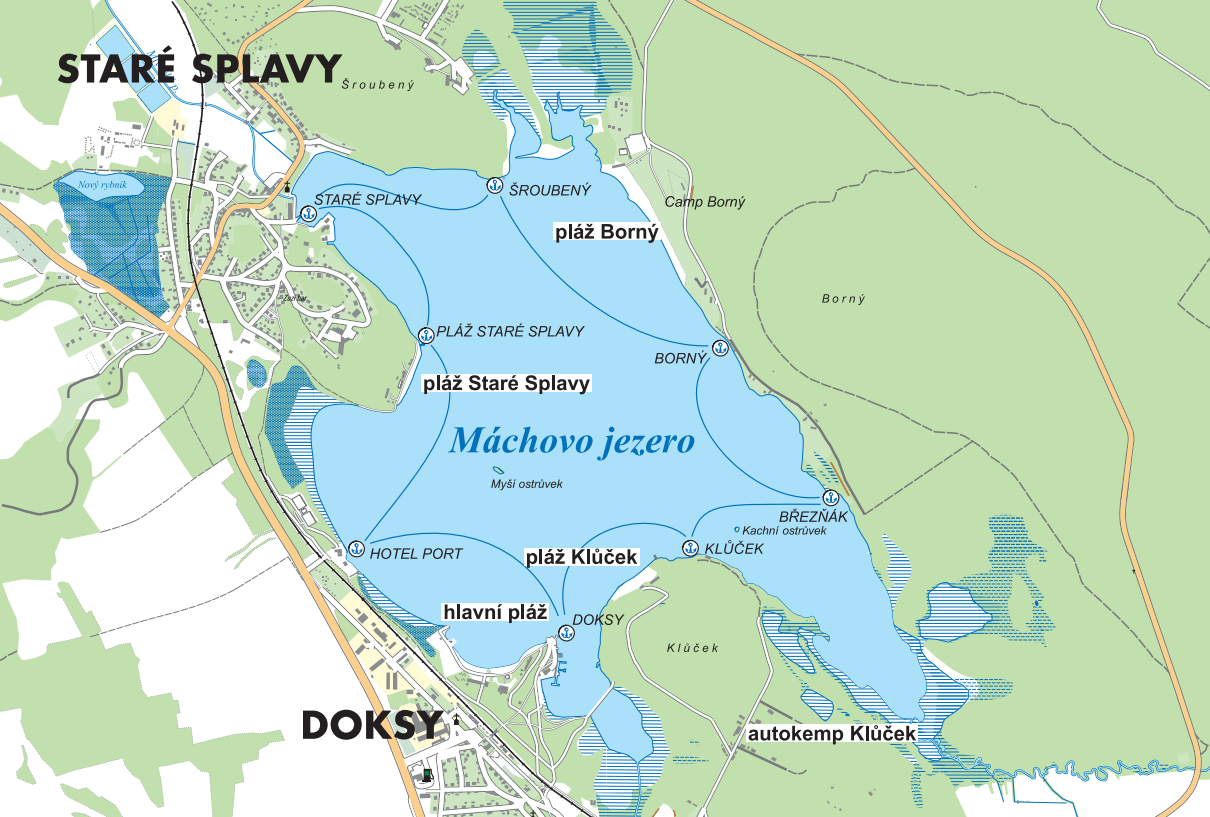 STARÉ SPLAVY
Šroubený
Nový rybník
STARÉ SPLAVY
ŠROUBENÝ
Camp Borný
pláž Borný
Borný
PLÁŽ STARÉ SPLAVY
BORNÝ
pláž Staré Splavy
Máchovo jezero
Myší ostrůvek
BŘEZŇÁK
Kachní ostrůvek
HOTEL PORT
pláž Klůček
KLŮČEK
hlavní pláž
DOKSY
Klůček
DOKSY
autokemp Klůček